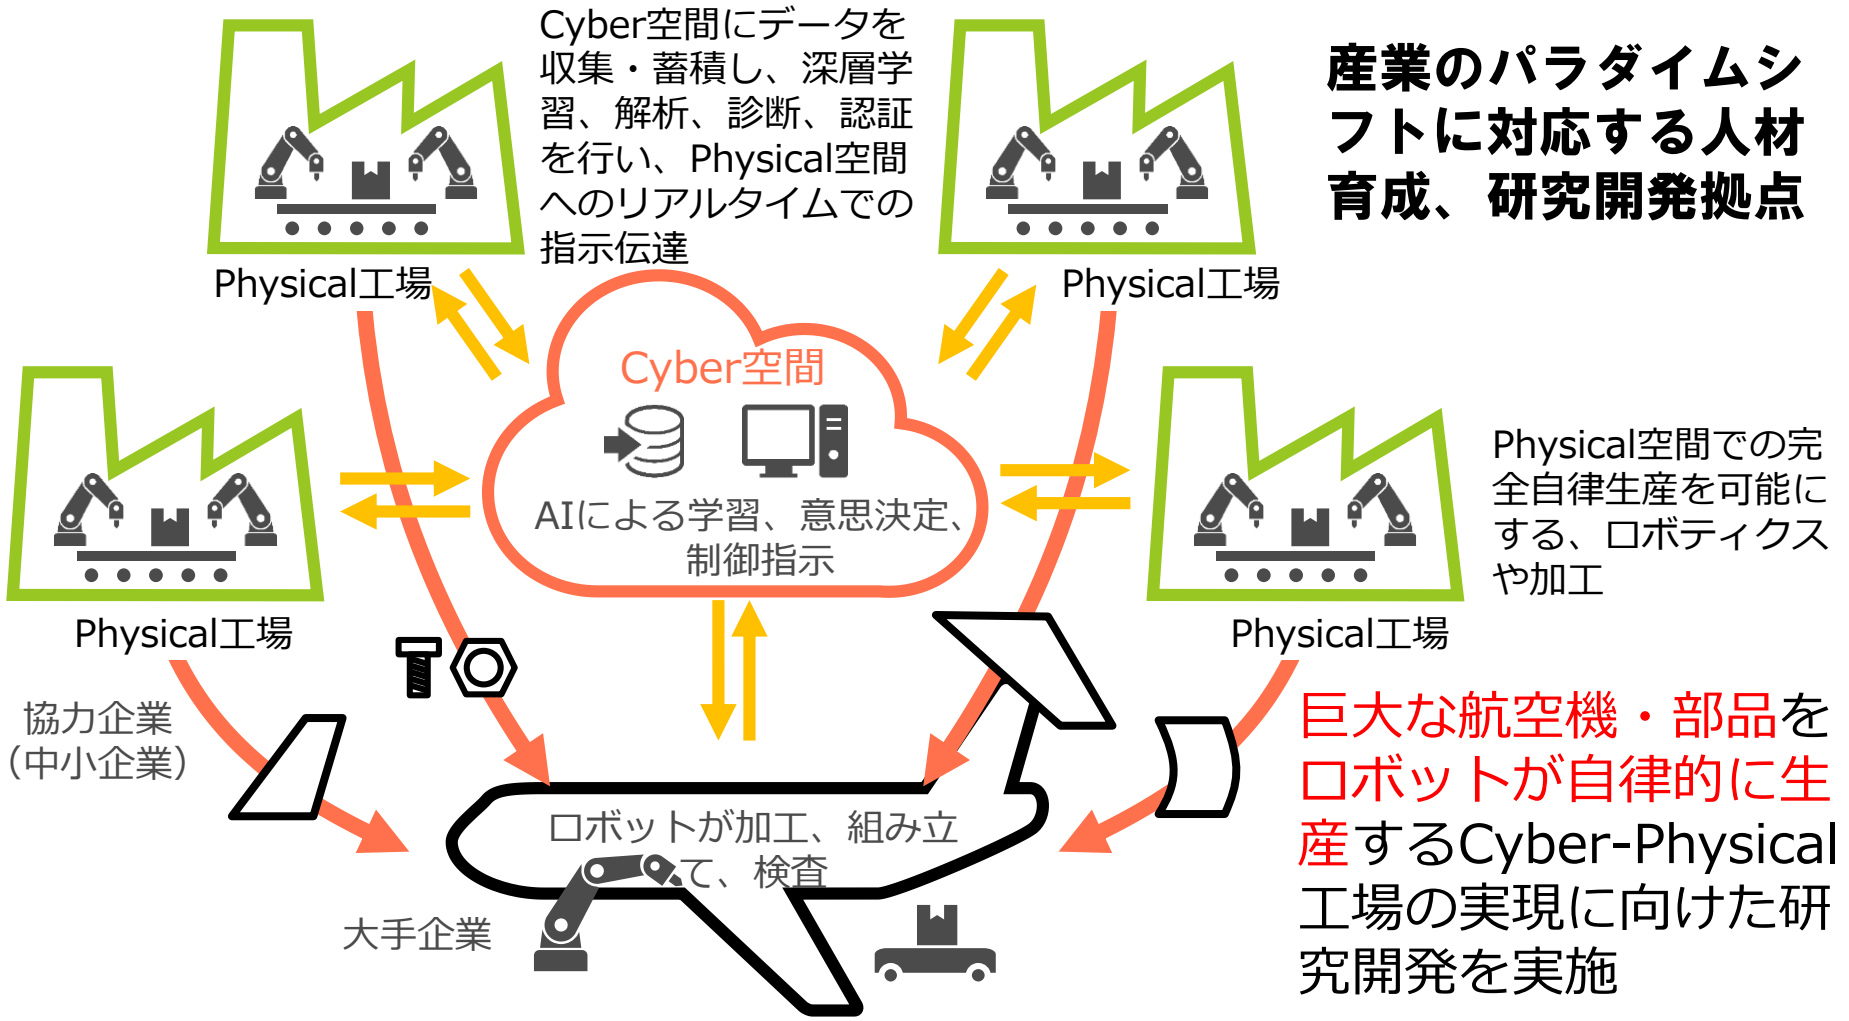 Cyber空間にデータを
収集・蓄積し、深層学
習、解析、診断、認証
を行い、Physical空間
へのリアルタイムでの
指示伝達
産業のパラダイムシ
フトに対応する人材
育成、研究開発拠点
Physical工場
Physical工場
Cyber空間
AIによる学習、意思決定、
制御指示
Physical空間での完
全自律生産を可能に
する、ロボティクス
や加工
Physical工場
Physical工場
協力企業
（中小企業）
巨大な航空機・部品を
ロボットが自律的に生
産するCyber-Physical
工場の実現に向けた研
究開発を実施
ロボットが加工、組み立
て、検査
大手企業